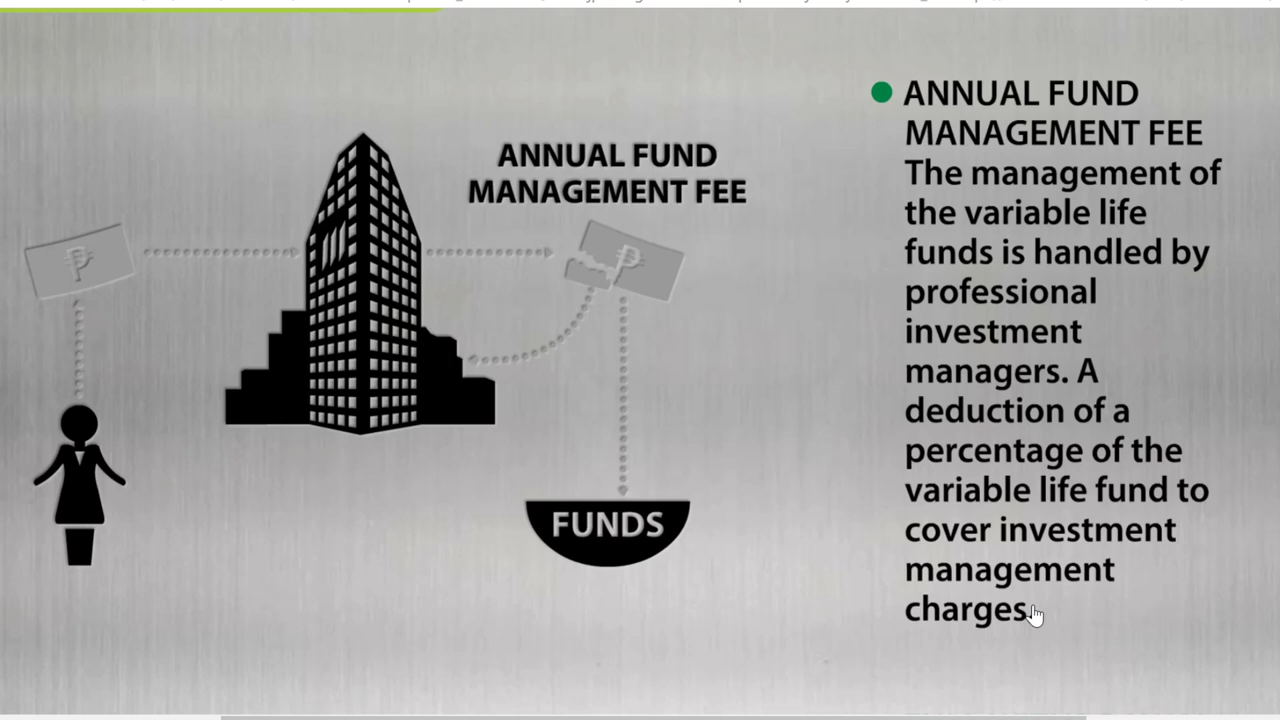 ANNUAL FUND
MANAGEMENT FEE
₱
₱
FUNDS
ANNUAL FUND
MANAGEMENT FEE
The management of
the variable life
funds is handled by
professional
investment
managers. A
deduction of a
percentage of the
variable life fund to
cover investment
management
charges.